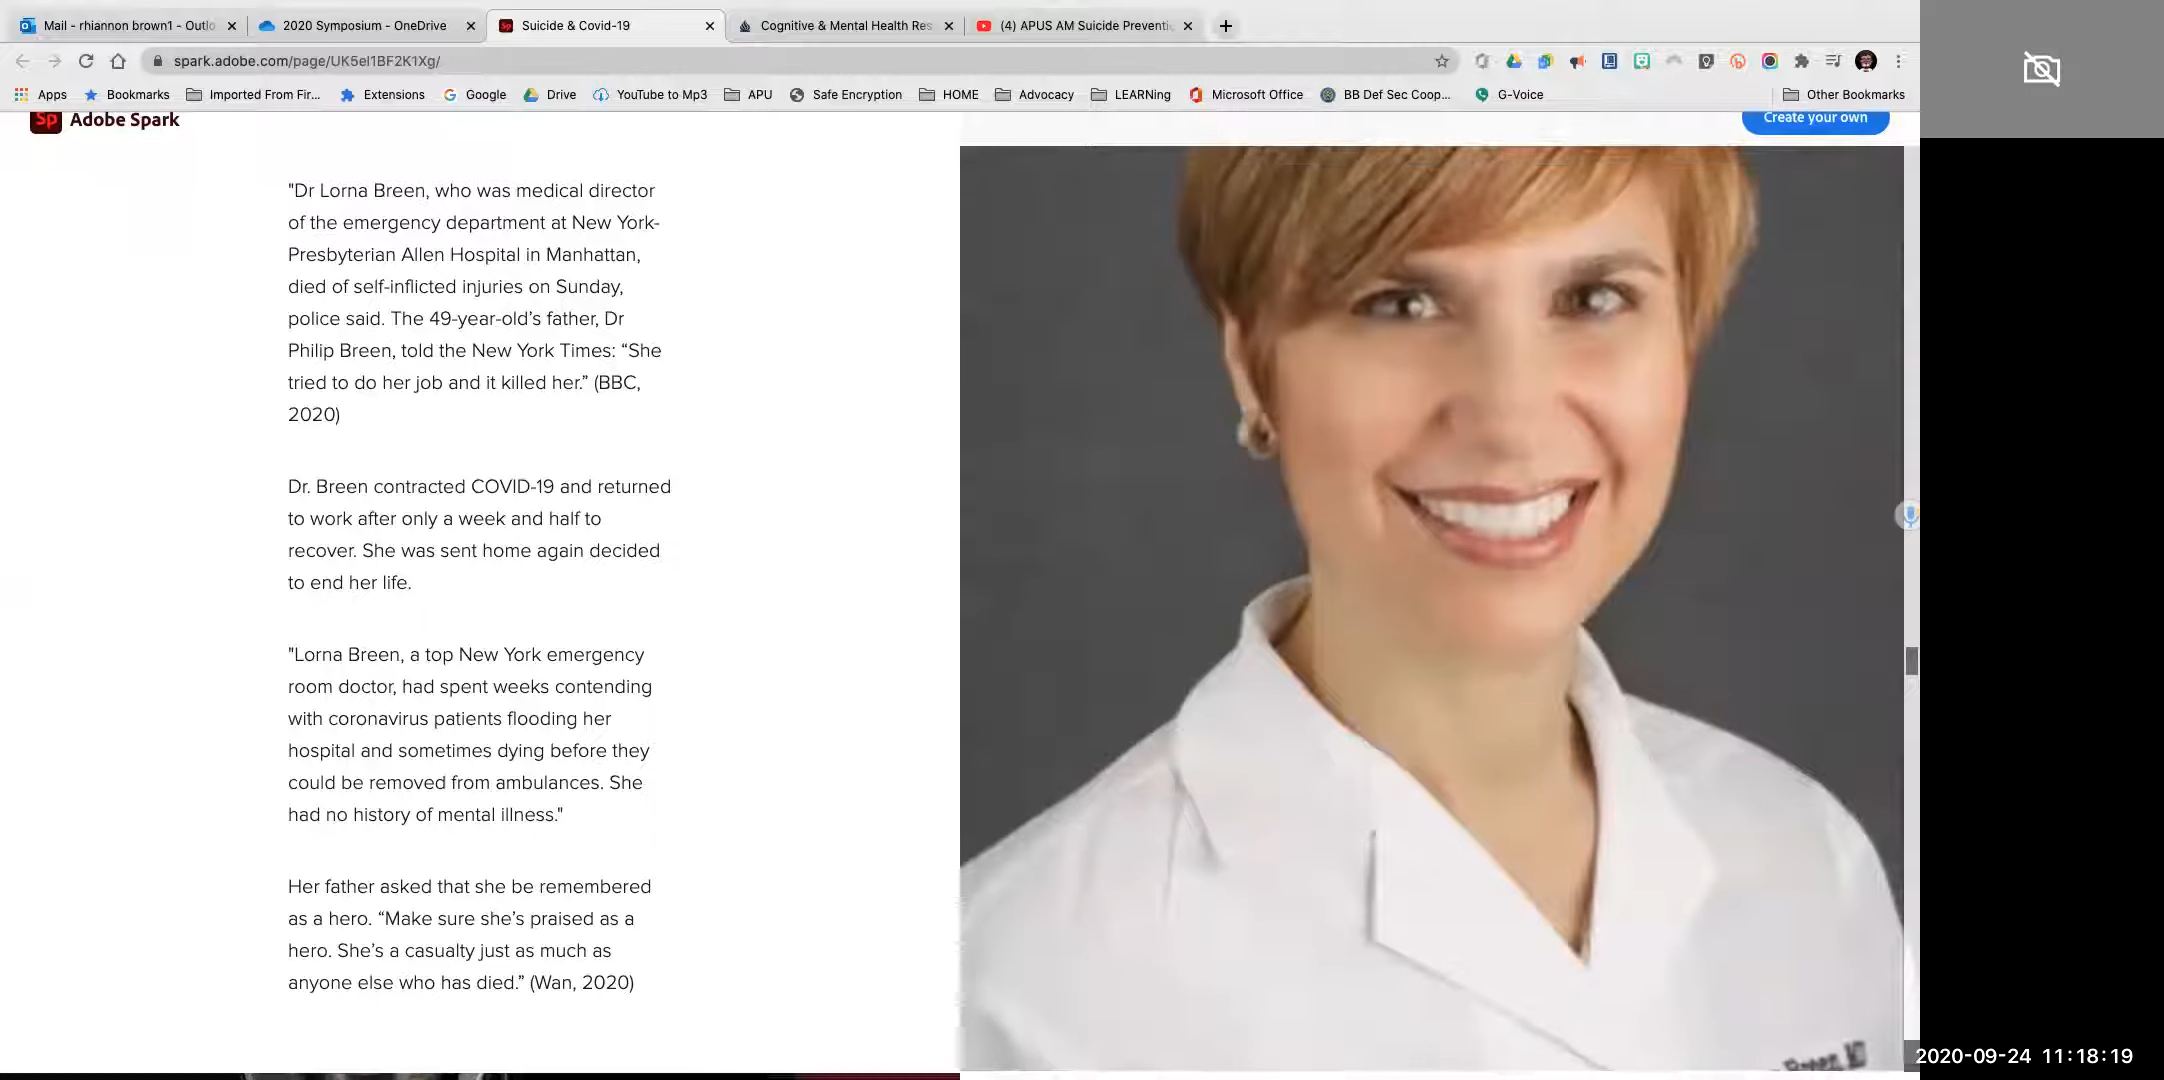 Mail - rhiannon brown1 - Outlo
2020 Symposium - OneDrive
Suicide & Covid-19
Cognitive & Mental Health Res
(4) APUS AM Suicide Preventi
spark.adobe.com/page/UK5el1BF2K1Xg/
Apps
Bookmarks
Imported From Fir...
Extensions
Google
Drive
YouTube to Mp3
APU
Safe Encryption
HOME
Advocacy
LEARNing
Microsoft Office
BB Def Sec Coop...
G-Voice
Other Bookmarks
Sp
Adobe Spark
Create your own
"Dr Lorna Breen, who was medical director
of the emergency department at New York-
Presbyterian Allen Hospital in Manhattan,
died of self-inflicted injuries on Sunday,
police said. The 49-year-old’s father, Dr
Philip Breen, told the New York Times: “She
tried to do her job and it killed her.” (BBC,
2020)
Dr. Breen contracted COVID-19 and returned
to work after only a week and half to
recover. She was sent home again decided
to end her life.
"Lorna Breen, a top New York emergency
room doctor, had spent weeks contending
with coronavirus patients flooding her
hospital and sometimes dying before they
could be removed from ambulances. She
had no history of mental illness."
Her father asked that she be remembered
as a hero. “Make sure she’s praised as a
hero. She’s a casualty just as much as
anyone else who has died.” (Wan, 2020)
2020-09-24 11:18:19